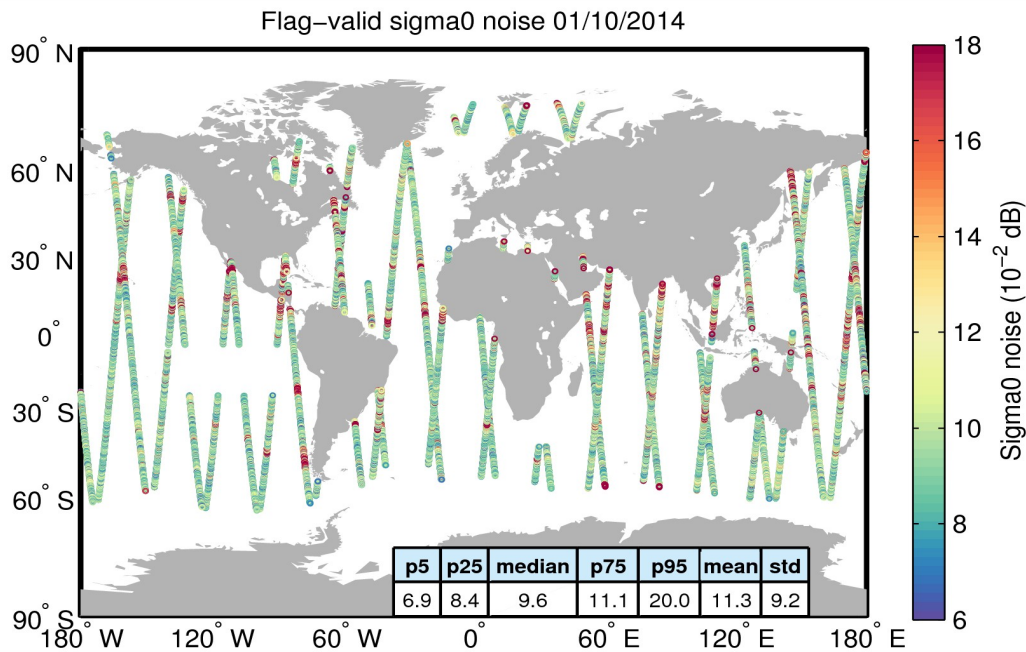 Flag−valid sigma0 noise 01/10/2014
90° N
60° N
30° N
0°
30° S
60° S
90° S
180° W
120° W
60° W
0°
60° E
120° E
180° E
p5 p25 median p75 p95 mean std
6.9 8.4 9.6 11.1 20.0 11.3 9.2
18
16
14
12
10
8
6
Sigma0 noise (10⁻² dB)